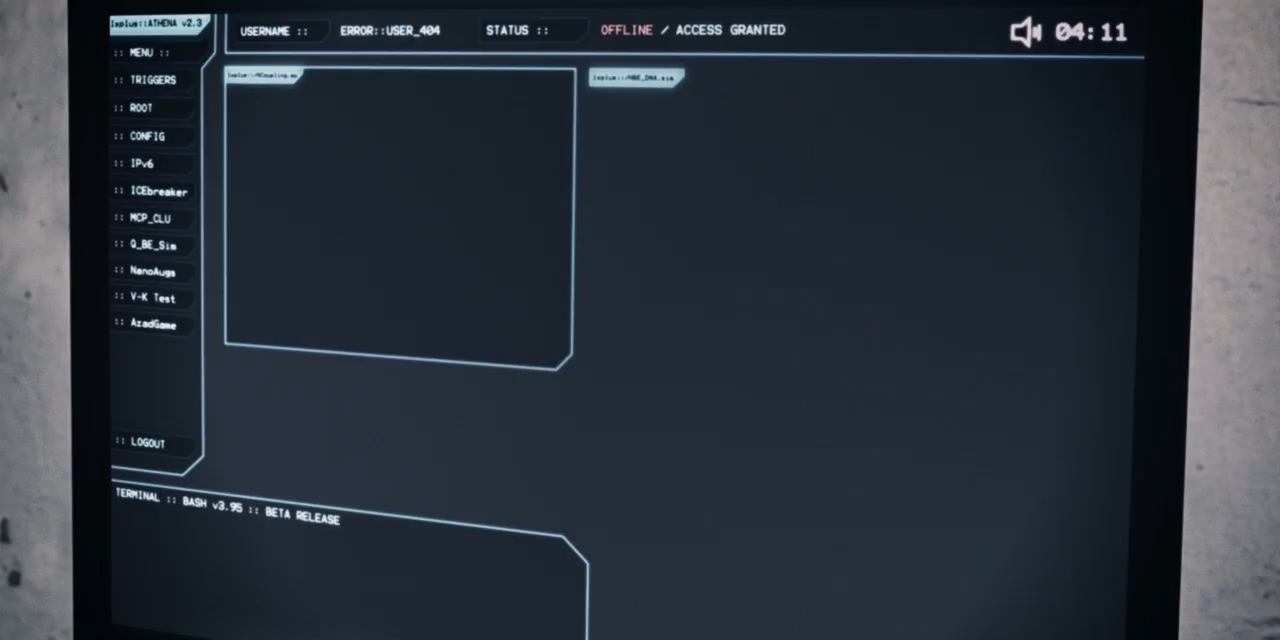 lxplus::ATHENA v2.3
USERNAME :: ERROR::USER_404 STATUS :: OFFLINE / ACCESS GRANTED 04:11
:: MENU ::
:: TRIGGERS
:: ROOT
:: CONFIG
:: IPv6
:: ICEbreaker
:: MCP_CLU
:: Q_BE_Sim
:: NanoAugs
:: V-K Test
:: AzadGame
:: LOGOUT
TERMINAL :: BASH v3.95 :: BETA RELEASE